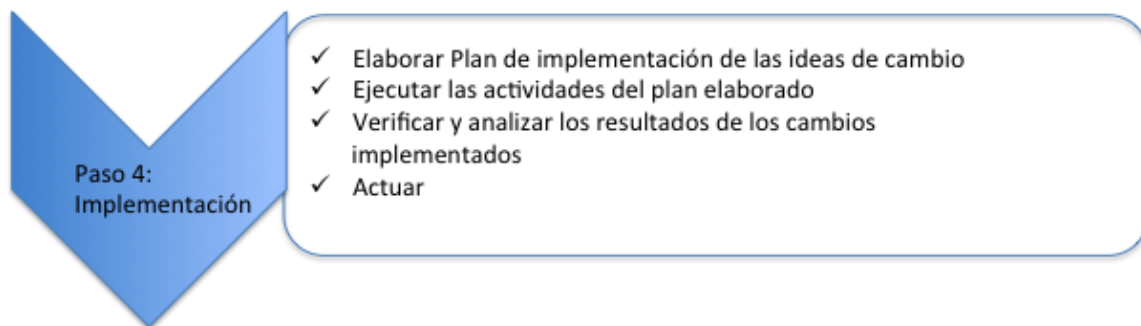 Paso 4:
Implementación
✓ Elaborar Plan de implementación de las ideas de cambio
✓ Ejecutar las actividades del plan elaborado
✓ Verificar y analizar los resultados de los cambios
implementados
✓ Actuar